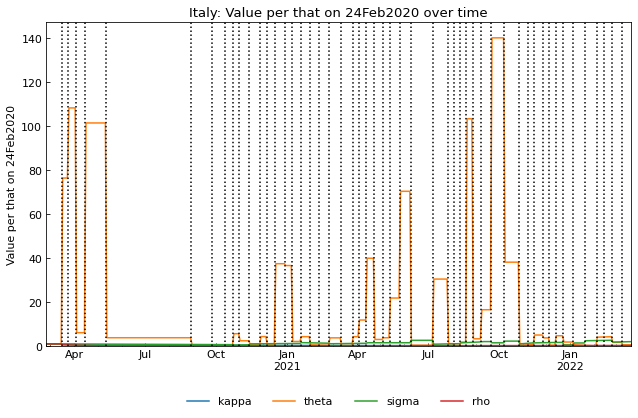 Italy: Value per that on 24Feb2020 over time
Value per that on 24Feb2020
140
120
100
80
60
40
20
0
Apr Jul Oct Jan Apr Jul Oct Jan
2021 2022
kappa theta sigma rho